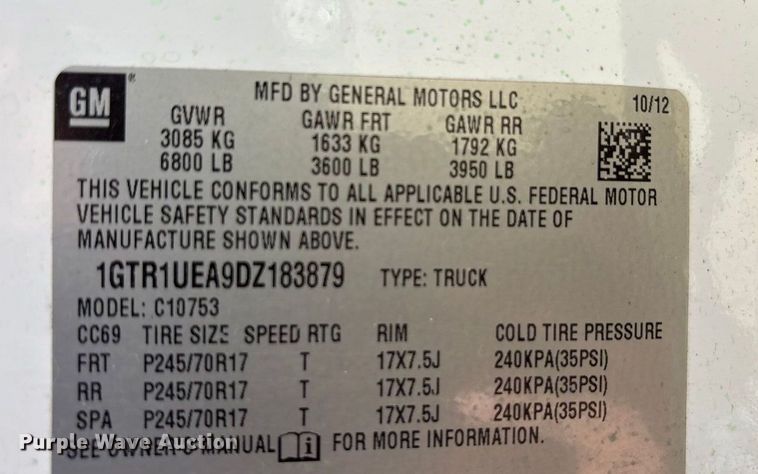 GM®
MFD BY GENERAL MOTORS LLC 10/12
GVWR GAWR FRT GAWR RR
3085 KG 1633 KG 1792 KG
6800 LB 3600 LB 3950 LB
THIS VEHICLE CONFORMS TO ALL APPLICABLE U.S. FEDERAL MOTOR
VEHICLE SAFETY STANDARDS IN EFFECT ON THE DATE OF
MANUFACTURE SHOWN ABOVE.
1GTR1UEA9DZ183879 TYPE: TRUCK
MODEL: C10753
CC69 TIRE SIZE SPEED RTG RIM COLD TIRE PRESSURE
FRT P245/70R17 T 17X7.5J 240KPA(35PSI)
RR P245/70R17 T 17X7.5J 240KPA(35PSI)
SPA P245/70R17 T 17X7.5J 240KPA(35PSI)
SEE OWNER'S MANUAL i FOR MORE INFORMATION.
Purple Wave Auction